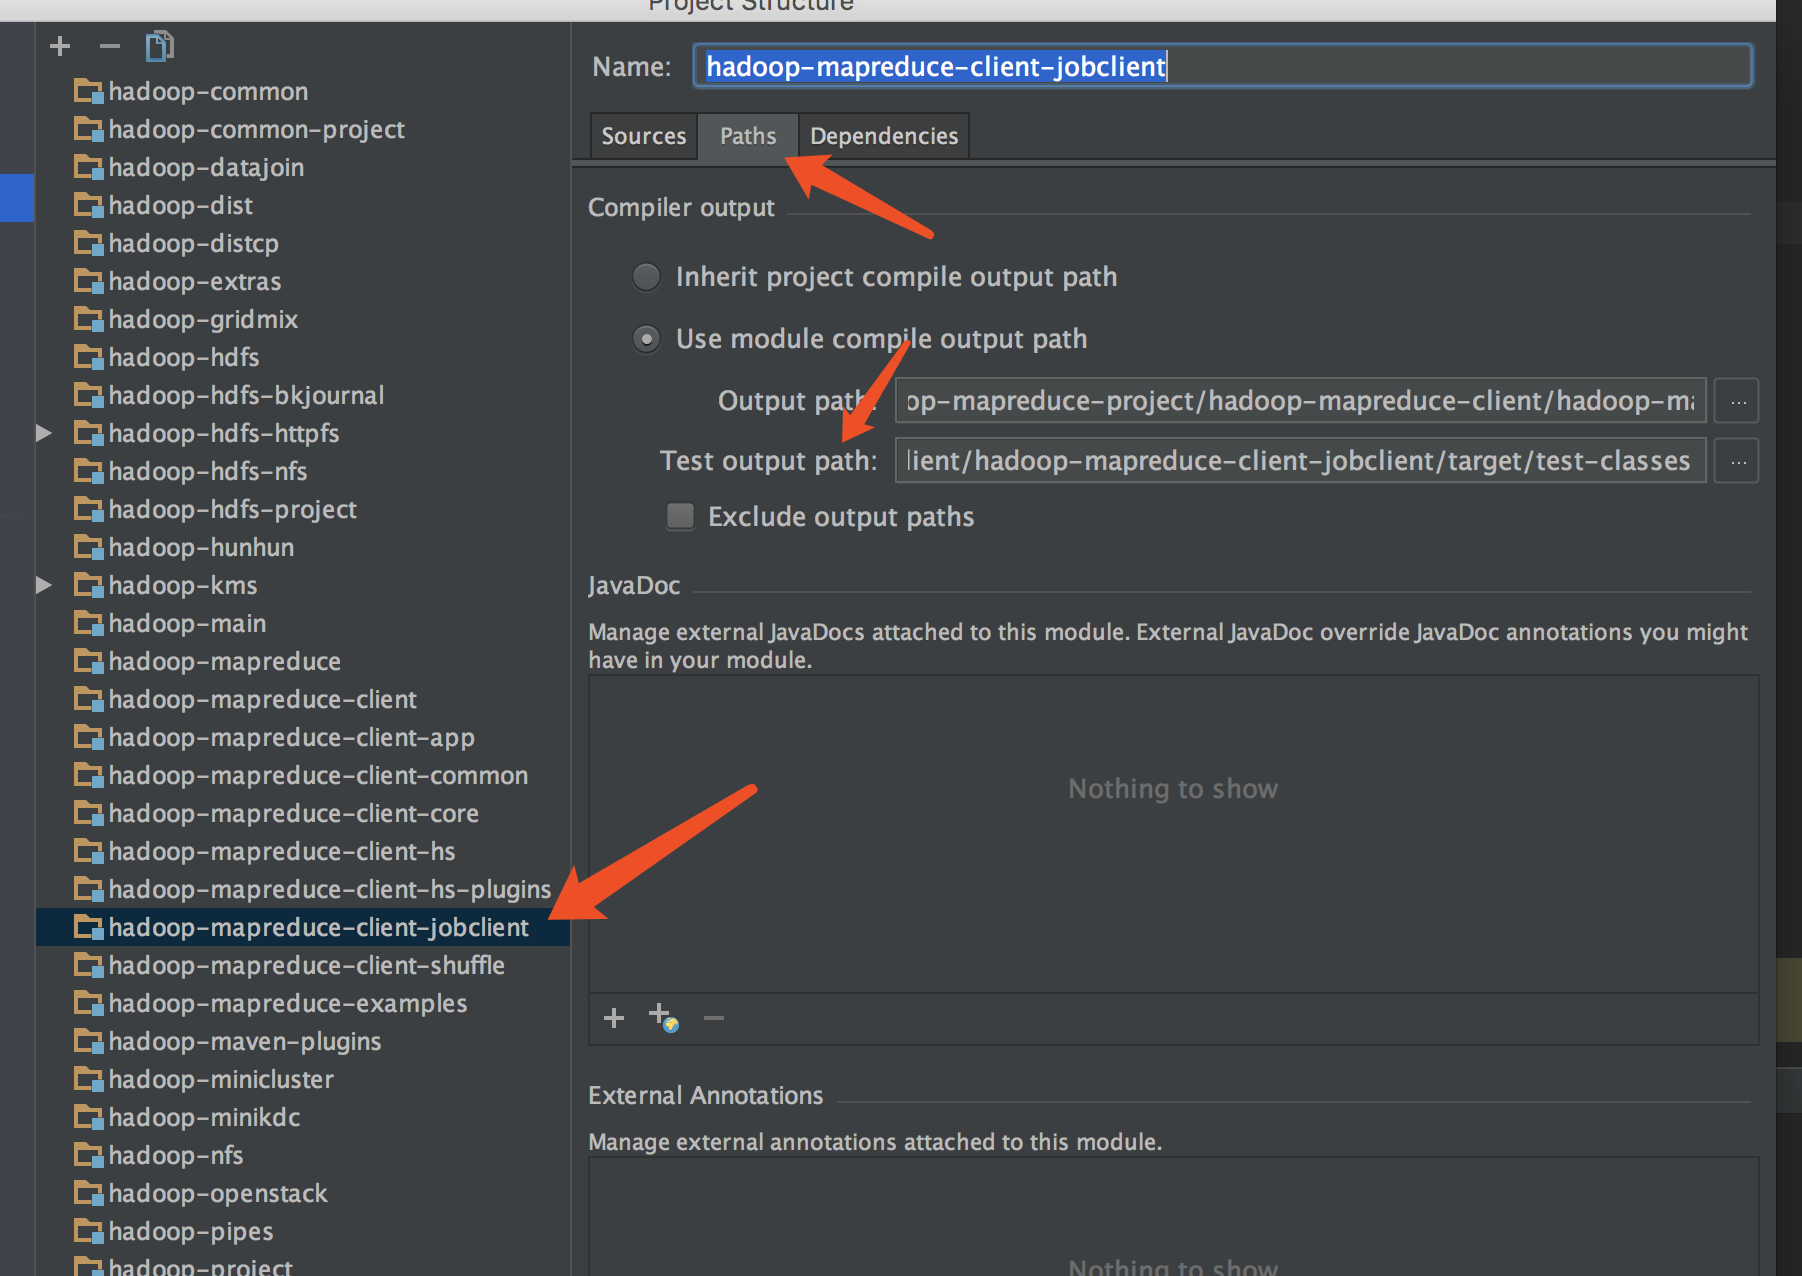 Project Structure
hadoop-common
hadoop-common-project
hadoop-datajoin
hadoop-dist
hadoop-distcp
hadoop-extras
hadoop-gridmix
hadoop-hdfs
hadoop-hdfs-bkjournal
hadoop-hdfs-httpfs
hadoop-hdfs-nfs
hadoop-hdfs-project
hadoop-hunhun
hadoop-kms
hadoop-main
hadoop-mapreduce
hadoop-mapreduce-client
hadoop-mapreduce-client-app
hadoop-mapreduce-client-common
hadoop-mapreduce-client-core
hadoop-mapreduce-client-hs
hadoop-mapreduce-client-hs-plugins
hadoop-mapreduce-client-jobclient
hadoop-mapreduce-client-shuffle
hadoop-mapreduce-examples
hadoop-maven-plugins
hadoop-minicluster
hadoop-minikdc
hadoop-nfs
hadoop-openstack
hadoop-pipes
hadoop-project
Name: hadoop-mapreduce-client-jobclient
Sources Paths Dependencies
Compiler output
Inherit project compile output path
Use module compile output path
Output path: op-mapreduce-project/hadoop-mapreduce-client/hadoop-ma ...
Test output path: lient/hadoop-mapreduce-client-jobclient/target/test-classes ...
Exclude output paths
JavaDoc
Manage external JavaDocs attached to this module. External JavaDoc override JavaDoc annotations you might
have in your module.
Nothing to show
External Annotations
Manage external annotations attached to this module.
Nothing to show